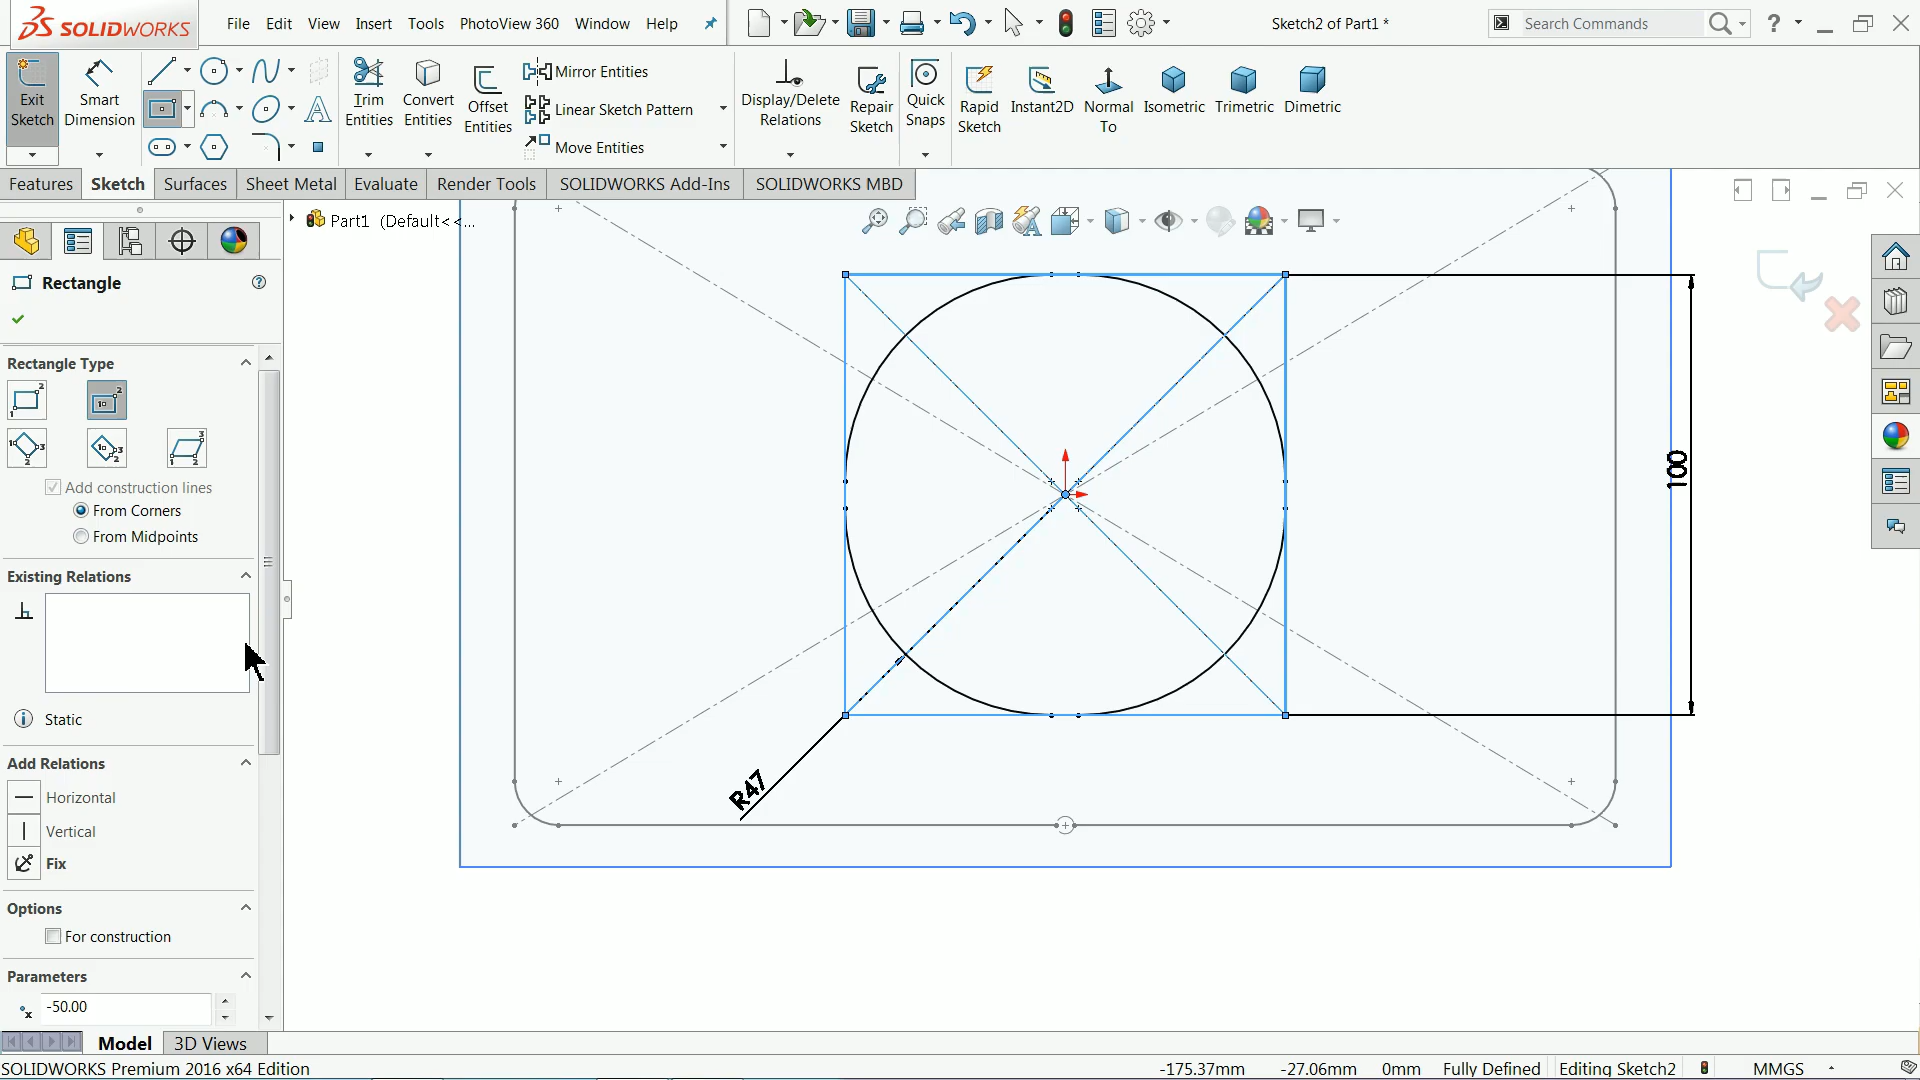 SOLIDWORKS
File Edit View Insert Tools PhotoView 360 Window Help
Sketch2 of Part1 *
Search Commands
?
Exit Sketch
Smart Dimension
Trim Entities
Convert Entities
Offset Entities
Mirror Entities
Linear Sketch Pattern
Move Entities
Display/Delete Relations
Repair Sketch
Quick Snaps
Rapid Sketch
Instant2D
Normal To
Isometric
Trimetric
Dimetric
Features Sketch Surfaces Sheet Metal Evaluate Render Tools SOLIDWORKS Add-Ins SOLIDWORKS MBD
Part1 (Default<<...
Rectangle
?
Rectangle Type
Add construction lines
From Corners
From Midpoints
Existing Relations
Static
Add Relations
Horizontal
Vertical
Fix
Options
For construction
Parameters
-50.00
100
R47
Model 3D Views
SOLIDWORKS Premium 2016 x64 Edition
-175.37mm -27.06mm 0mm Fully Defined Editing Sketch2 MMGS